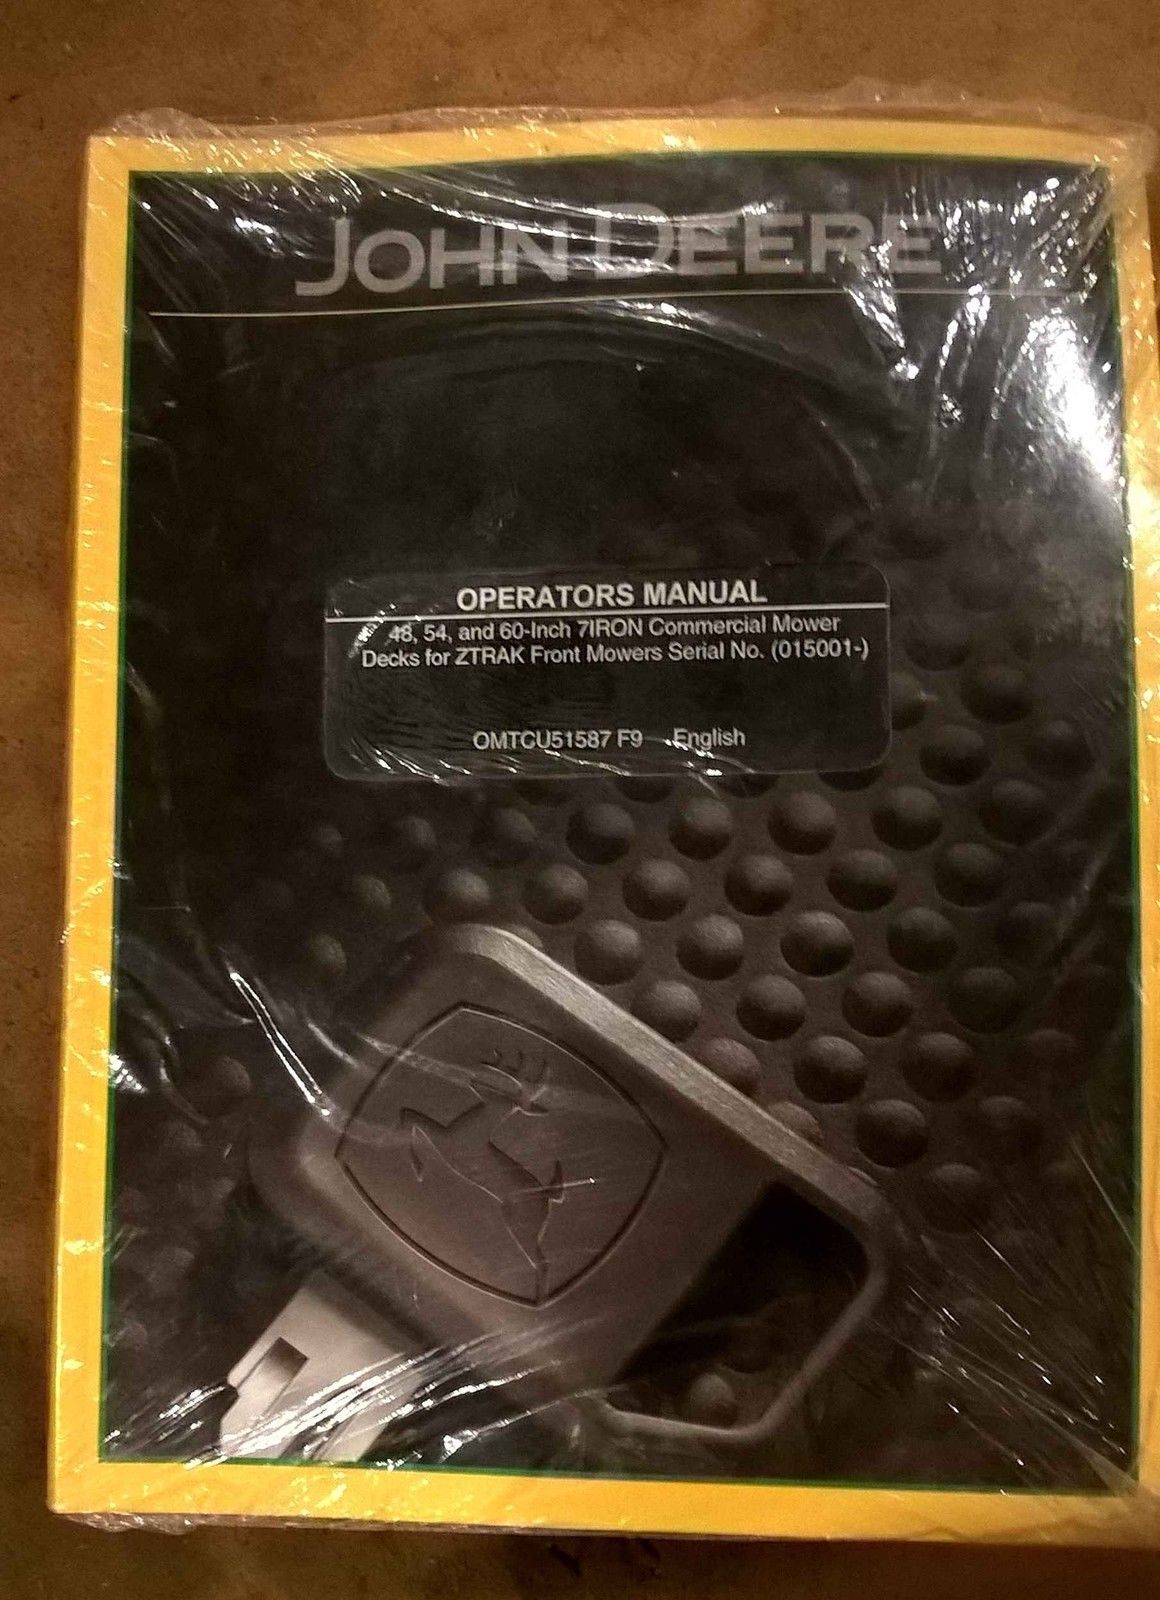 JOHN DEERE
OPERATORS MANUAL
48, 54, and 60-Inch 7IRON Commercial Mower
Decks for ZTRAK Front Mowers Serial No. (015001-)
OMTCU51587 F9 English